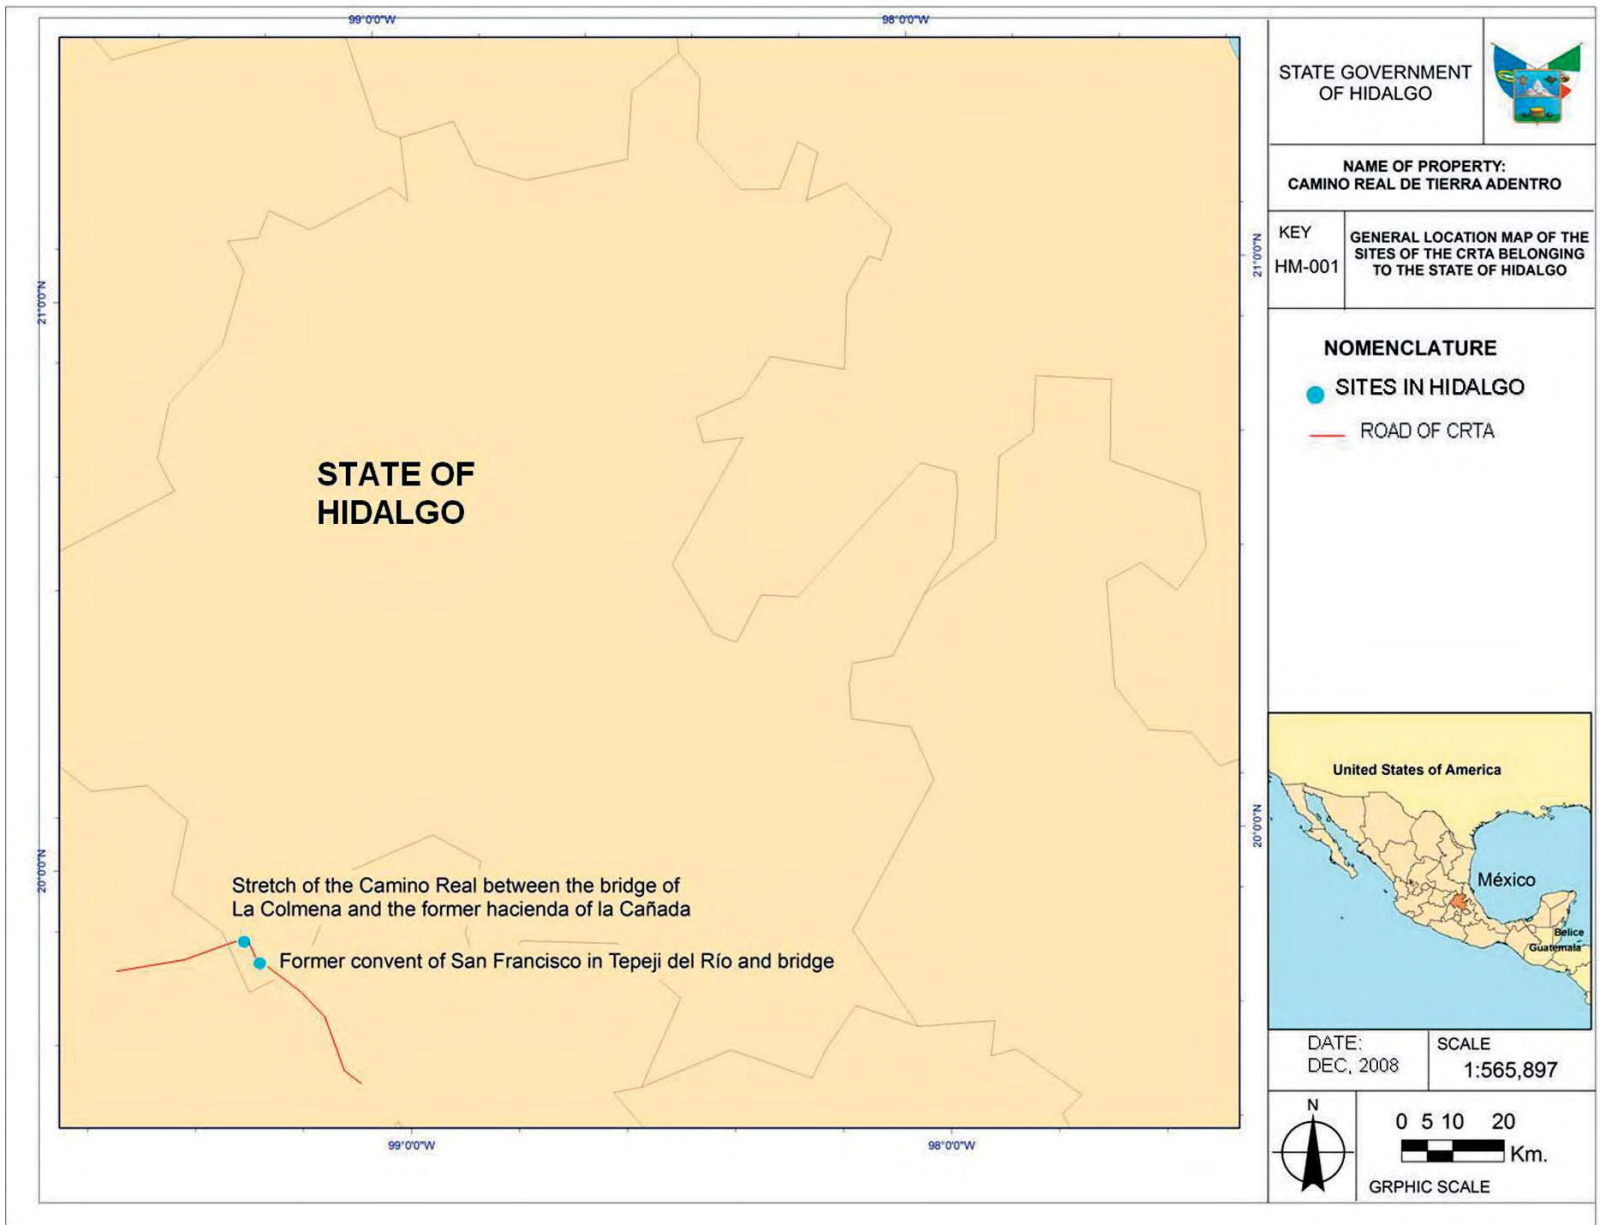 99°0'0"W
98°0'0"W
21°0'0"N
21°0'0"N
20°0'0"N
20°0'0"N
99°0'0"W
98°0'0"W
STATE OF
HIDALGO
Stretch of the Camino Real between the bridge of
La Colmena and the former hacienda of la Cañada
Former convent of San Francisco in Tepeji del Río and bridge
STATE GOVERNMENT
OF HIDALGO
NAME OF PROPERTY:
CAMINO REAL DE TIERRA ADENTRO
KEY
HM-001
GENERAL LOCATION MAP OF THE
SITES OF THE CRTA BELONGING
TO THE STATE OF HIDALGO
NOMENCLATURE
SITES IN HIDALGO
ROAD OF CRTA
United States of America
México
Belice
Guatemala
DATE:
DEC, 2008
SCALE
1:565,897
N
0 5 10 20
Km.
GRPHIC SCALE